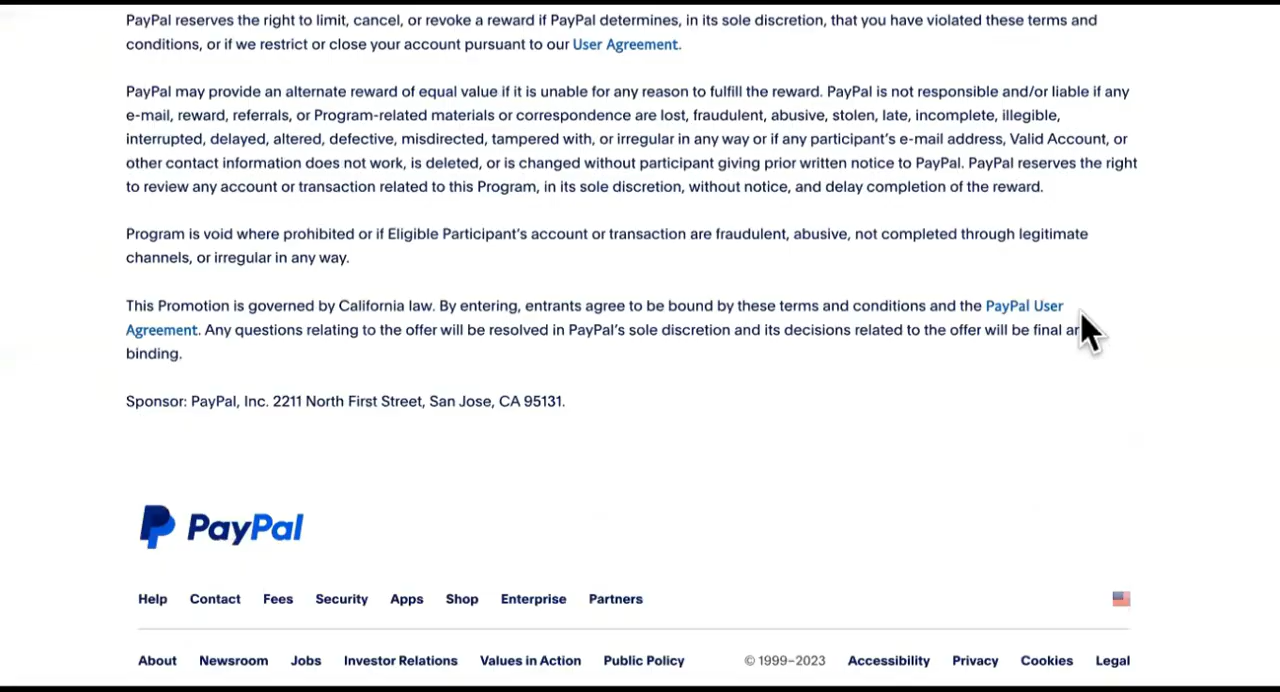 PayPal reserves the right to limit, cancel, or revoke a reward if PayPal determines, in its sole discretion, that you have violated these terms and
conditions, or if we restrict or close your account pursuant to our User Agreement.
PayPal may provide an alternate reward of equal value if it is unable for any reason to fulfill the reward. PayPal is not responsible and/or liable if any
e-mail, reward, referrals, or Program-related materials or correspondence are lost, fraudulent, abusive, stolen, late, incomplete, illegible,
interrupted, delayed, altered, defective, misdirected, tampered with, or irregular in any way or if any participant's e-mail address, Valid Account, or
other contact information does not work, is deleted, or is changed without participant giving prior written notice to PayPal. PayPal reserves the right
to review any account or transaction related to this Program, in its sole discretion, without notice, and delay completion of the reward.
Program is void where prohibited or if Eligible Participant's account or transaction are fraudulent, abusive, not completed through legitimate
channels, or irregular in any way.
This Promotion is governed by California law. By entering, entrants agree to be bound by these terms and conditions and the PayPal User
Agreement. Any questions relating to the offer will be resolved in PayPal's sole discretion and its decisions related to the offer will be final
binding.
Sponsor: PayPal, Inc. 2211 North First Street, San Jose, CA 95131.
PayPal
Help Contact Fees Security Apps Shop Enterprise Partners
About Newsroom Jobs Investor Relations Values in Action Public Policy © 1999–2023 Accessibility Privacy Cookies Legal